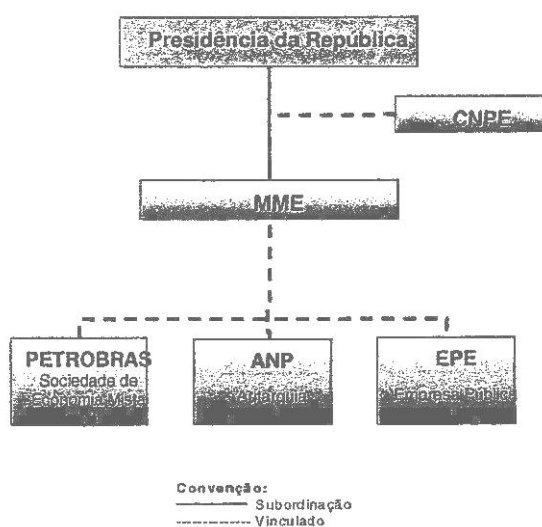 Presidência da República
CNPE
MME
PETROBRAS
Sociedade de
Economia Mista
ANP
Autarquia
EPE
Empresa Pública
Convenção:
Subordinação
Vinculado